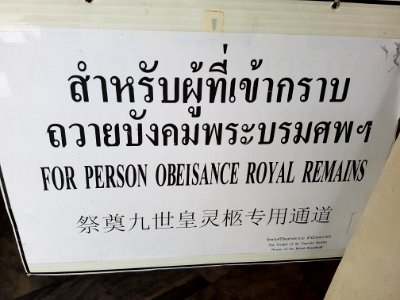 สำหรับผู้ที่เข้ากราบ
ถวายบังคมพระบรมศพฯ
FOR PERSON OBEISANCE ROYAL REMAINS
祭奠九世皇灵柩专用通道